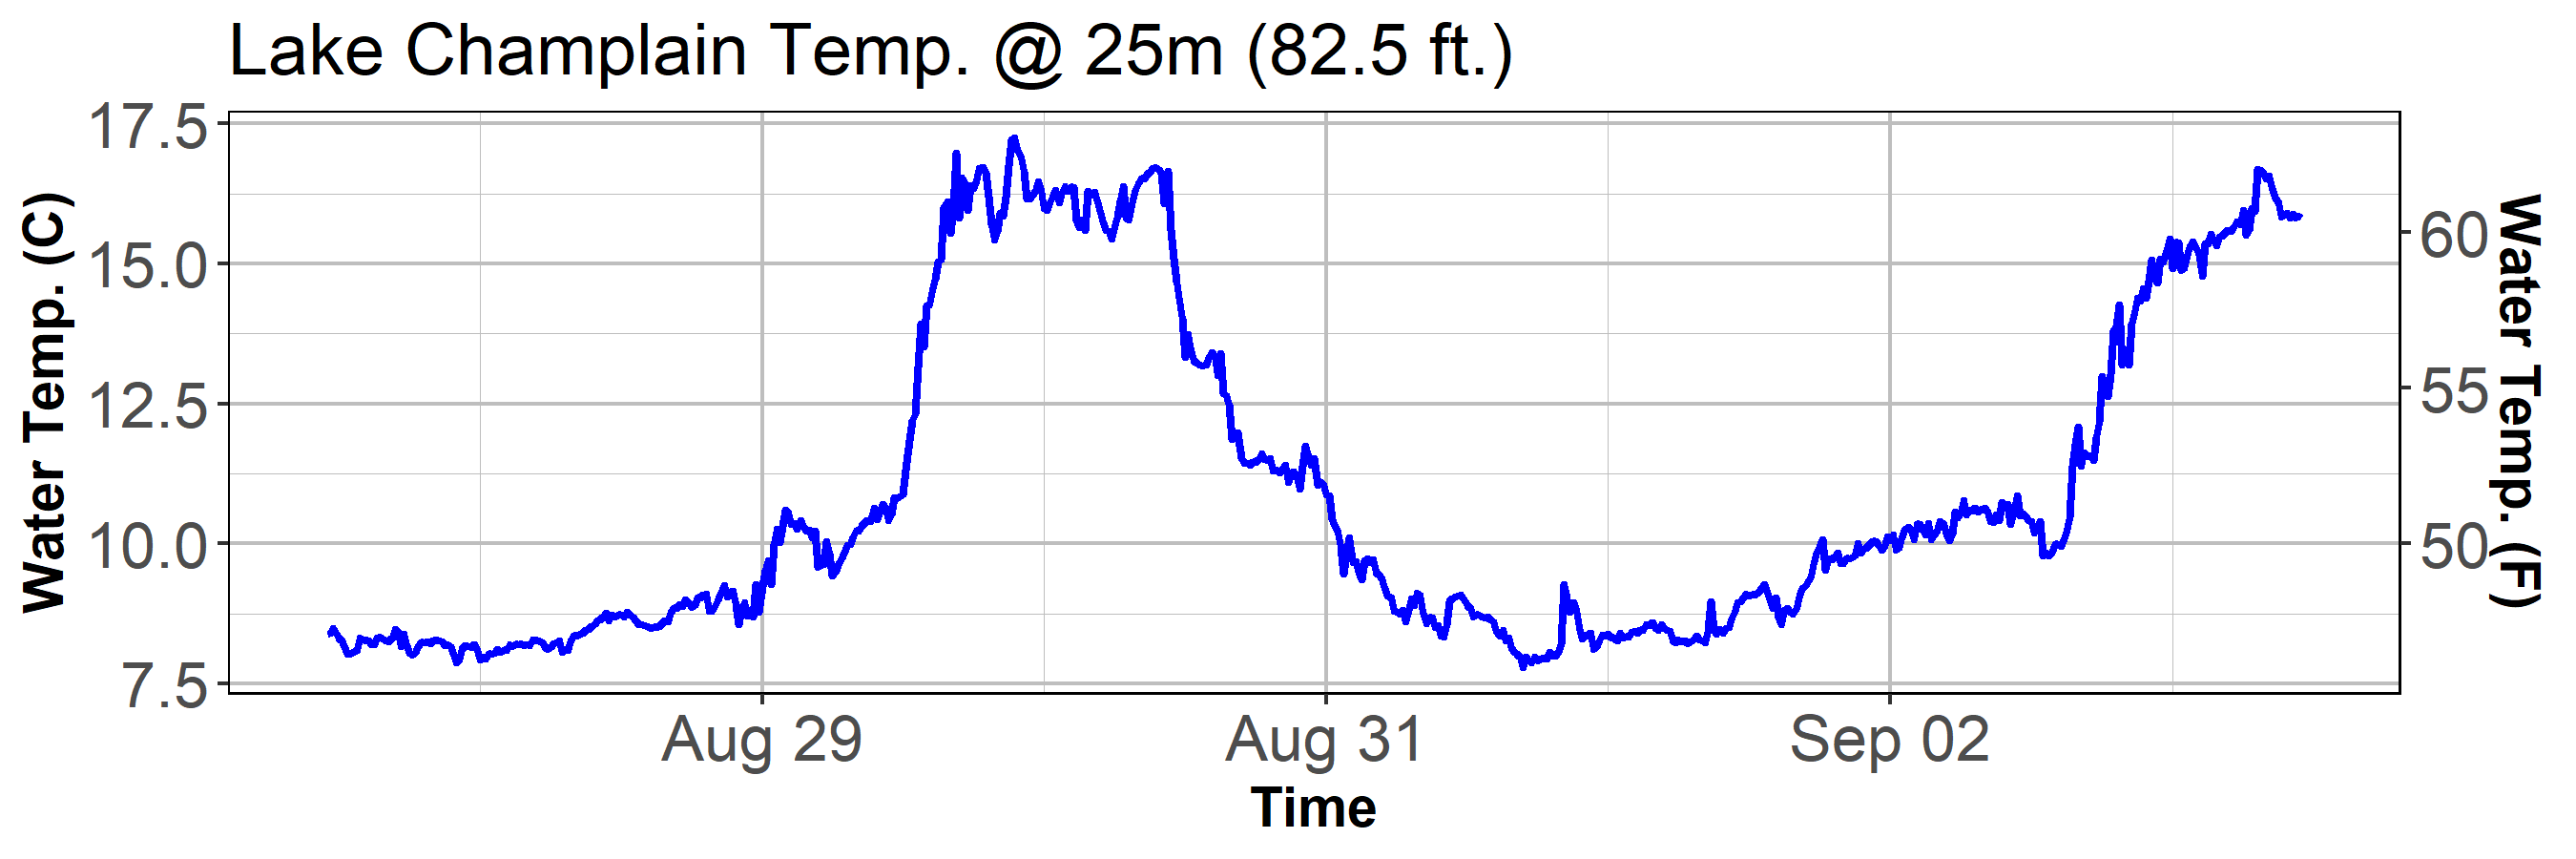 Lake Champlain Temp. @ 25m (82.5 ft.)
Water Temp. (C)
17.5
15.0
12.5
10.0
7.5
60
55
50
Water Temp. (F)
Aug 29
Aug 31
Sep 02
Time